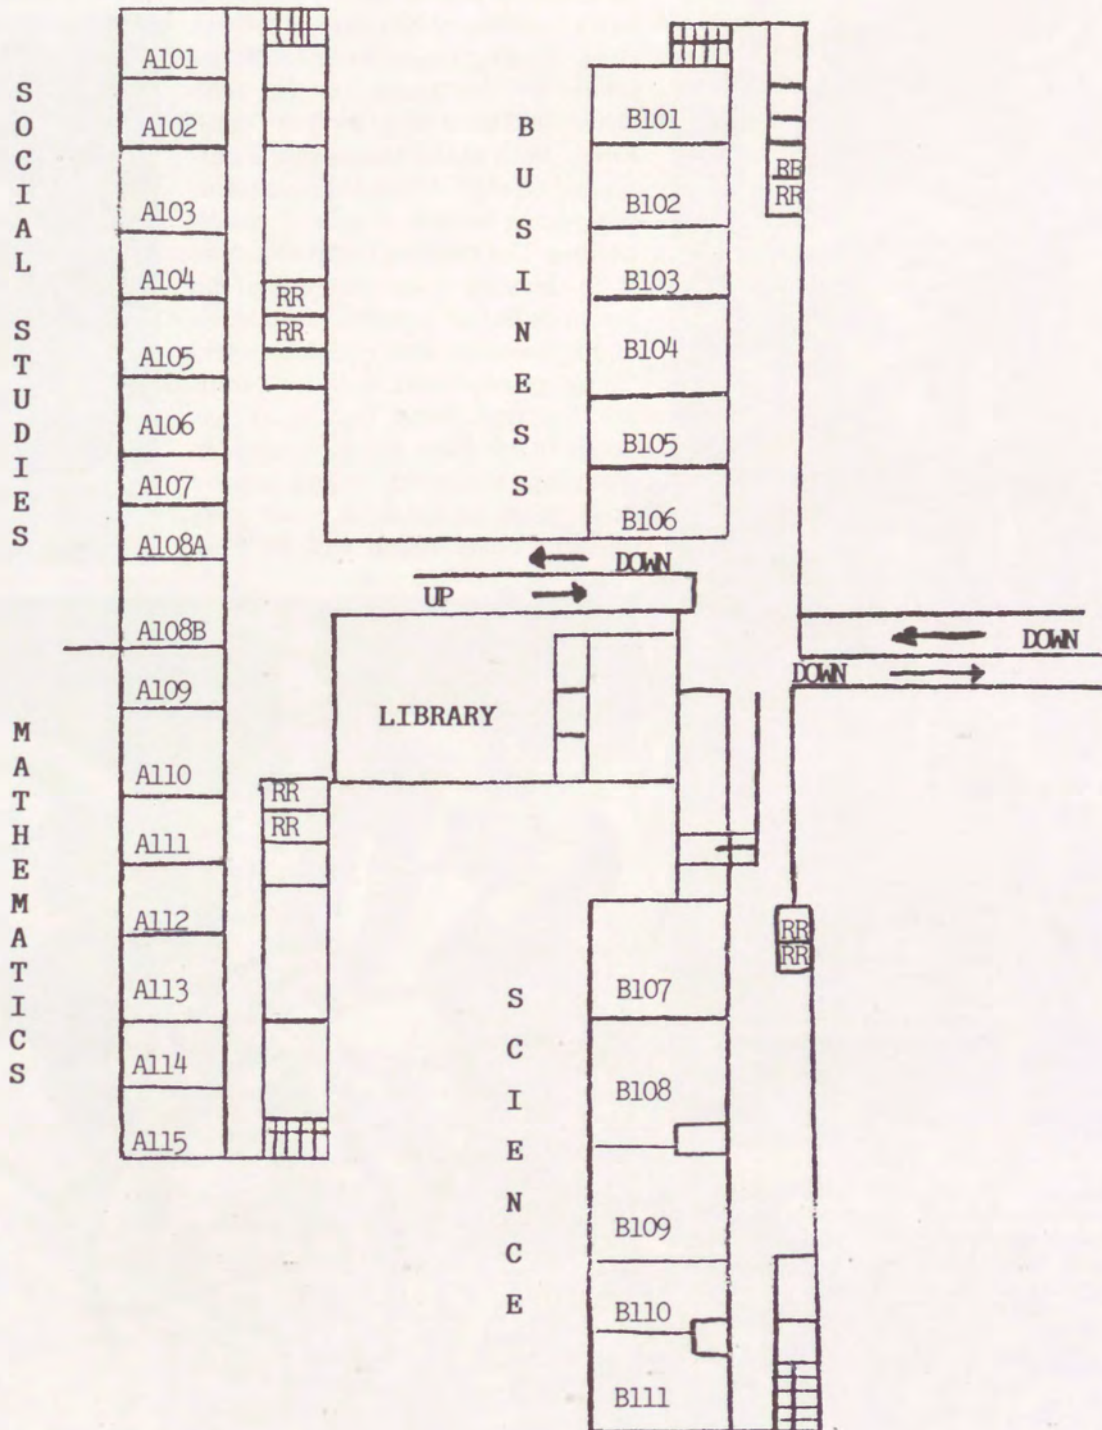 SOCIAL STUDIES
A101
A102
A103
A104
A105
A106
A107
A108A
A108B
RR
RR
MATHEMATICS
A109
A110
A111
A112
A113
A114
A115
RR
RR
BUSINESS
B101
B102
B103
B104
B105
B106
RR
RR
DOWN
UP
LIBRARY
DOWN
DOWN
SCIENCE
B107
B108
B109
B110
B111
RR
RR